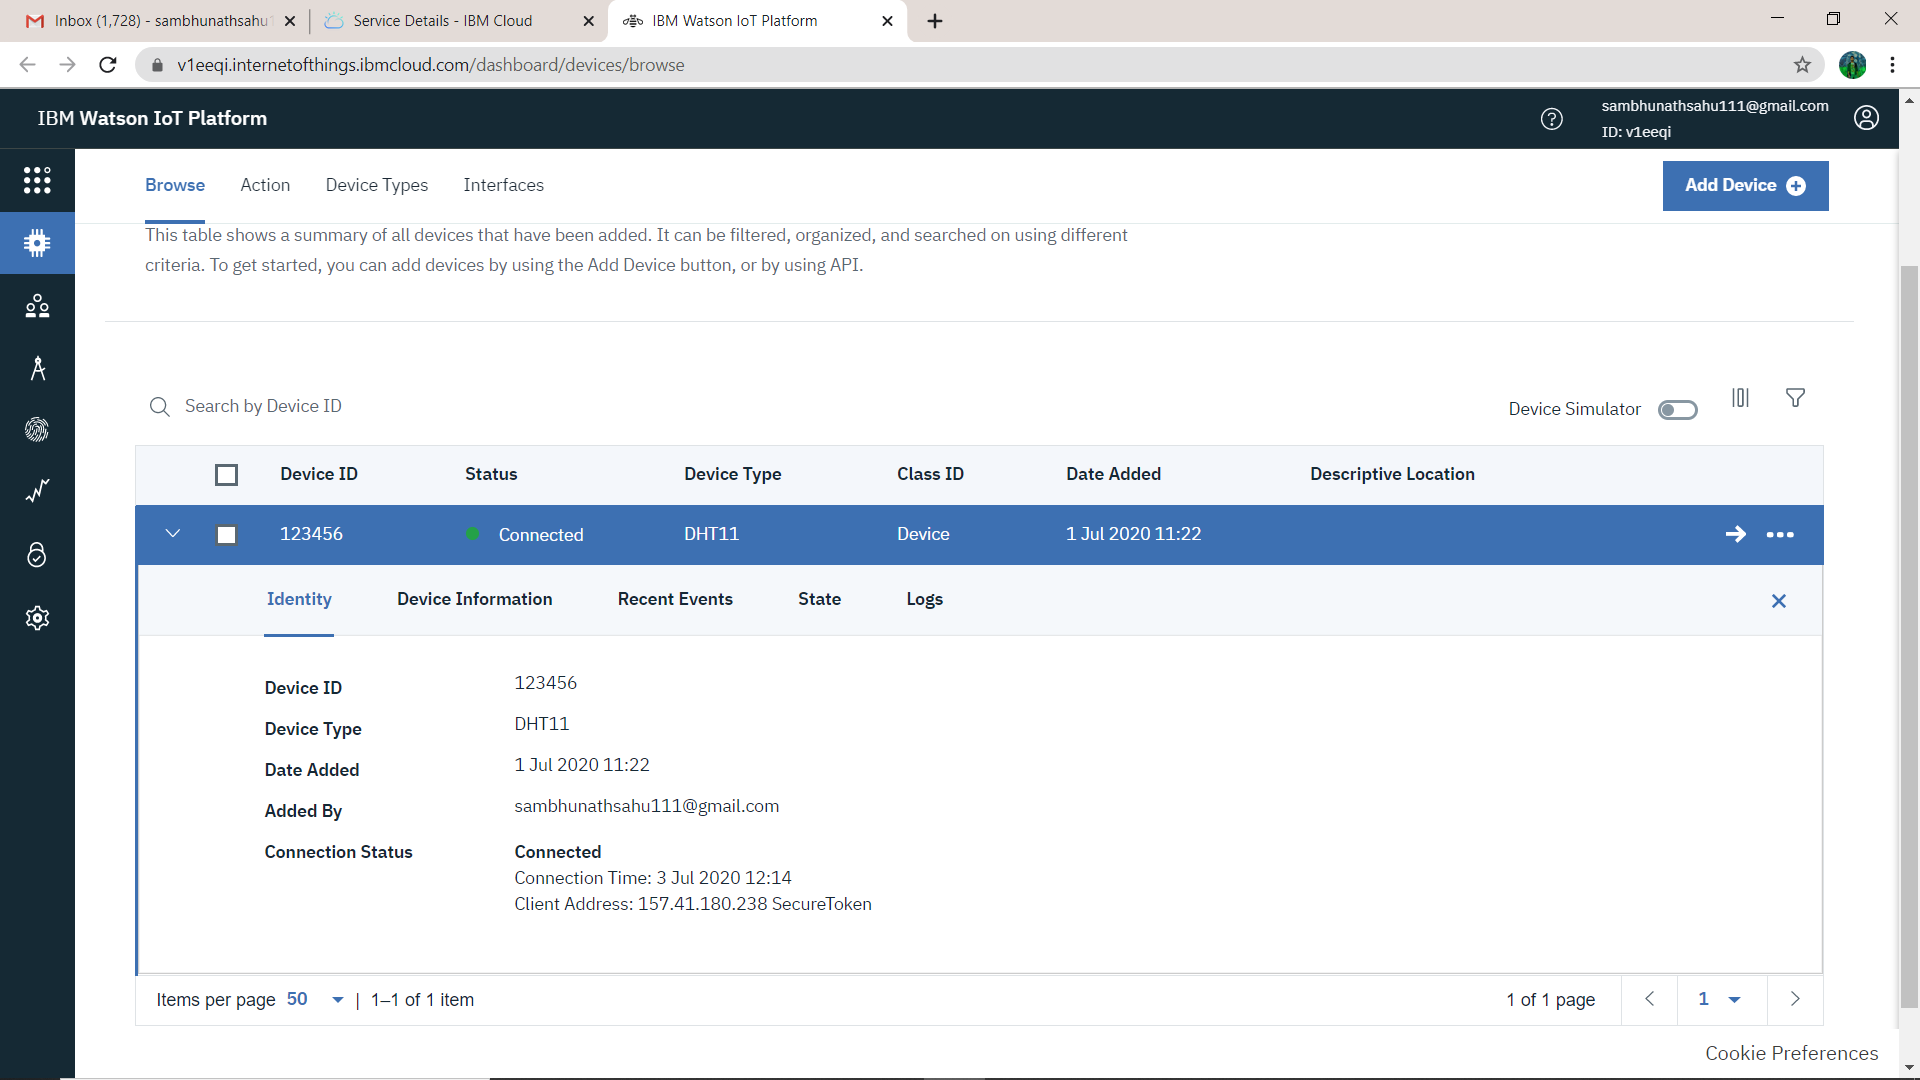 Inbox (1,728) - sambhunathsahu
Service Details - IBM Cloud
IBM Watson IoT Platform
v1eeqi.internetofthings.ibmcloud.com/dashboard/devices/browse
IBM Watson IoT Platform
sambhunathsahu111@gmail.com
ID: v1eeqi
Browse Action Device Types Interfaces
Add Device
This table shows a summary of all devices that have been added. It can be filtered, organized, and searched on using different
criteria. To get started, you can add devices by using the Add Device button, or by using API.
Search by Device ID
Device Simulator
Device ID Status Device Type Class ID Date Added Descriptive Location
123456 Connected DHT11 Device 1 Jul 2020 11:22
Identity Device Information Recent Events State Logs
Device ID 123456
Device Type DHT11
Date Added 1 Jul 2020 11:22
Added By sambhunathsahu111@gmail.com
Connection Status Connected
Connection Time: 3 Jul 2020 12:14
Client Address: 157.41.180.238 SecureToken
Items per page 50 | 1–1 of 1 item
1 of 1 page 1
Cookie Preferences